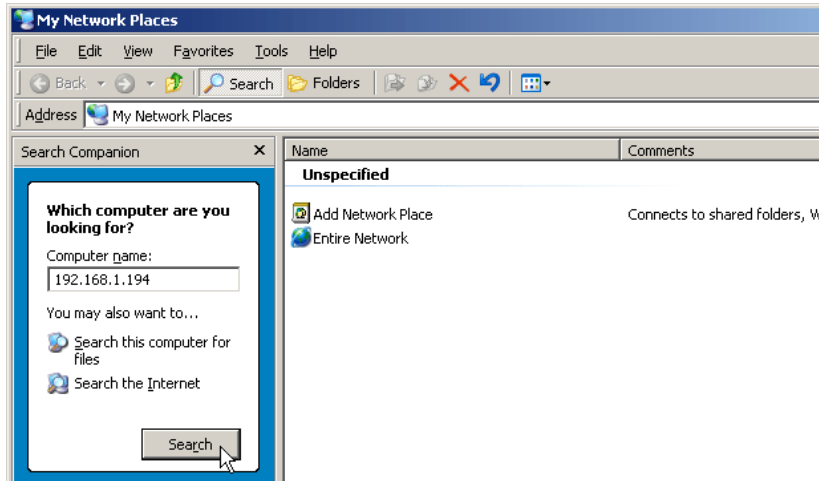 My Network Places
File Edit View Favorites Tools Help
Back Search Folders
Address My Network Places
Search Companion
Name Comments
Unspecified
Which computer are you
looking for?
Computer name:
192.168.1.194
You may also want to...
Search this computer for
files
Search the Internet
Search
Add Network Place Connects to shared folders, W
Entire Network